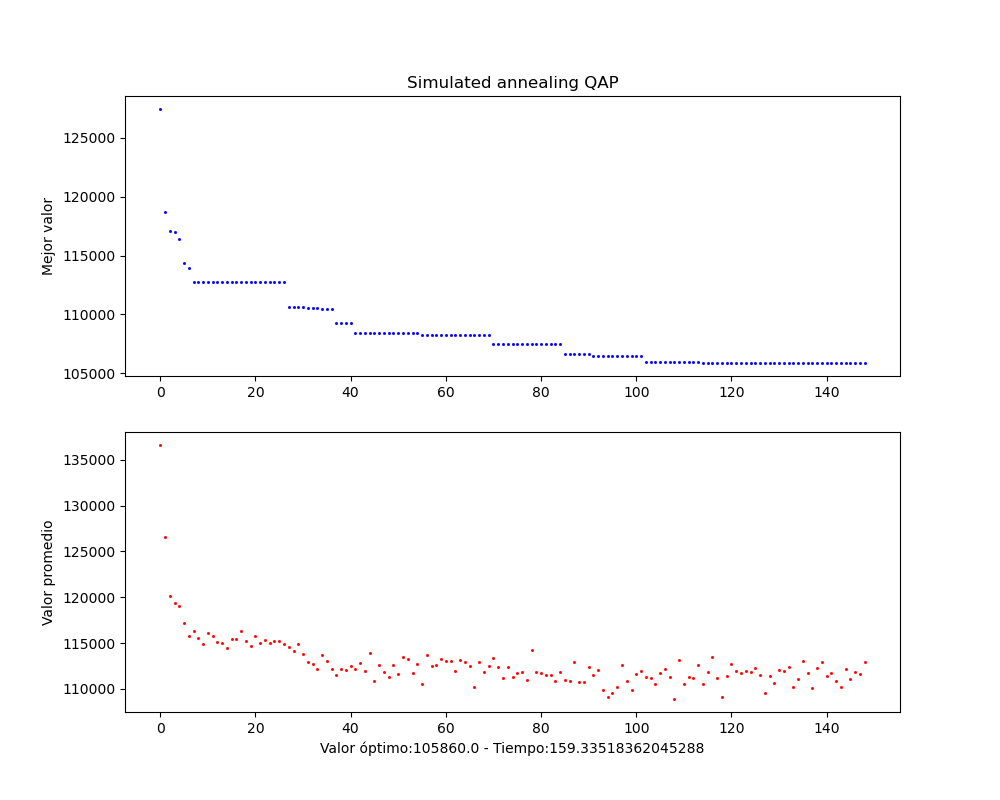 Simulated annealing QAP
Mejor valor
125000
120000
115000
110000
105000
0 20 40 60 80 100 120 140
Valor promedio
135000
130000
125000
120000
115000
110000
0 20 40 60 80 100 120 140
Valor óptimo:105860.0 - Tiempo:159.33518362045288